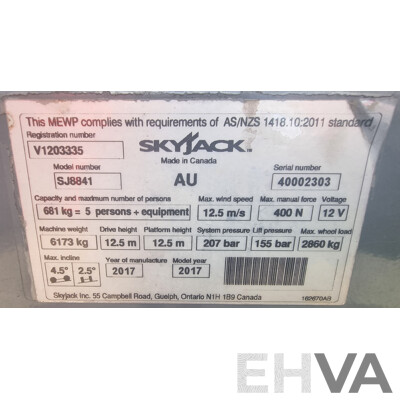 This MEWP complies with requirements of AS/NZS 1418.10:2011 standard
Registration number
V1203335
SKYJACK
Made in Canada
Model number
SJ8841
AU
Serial number
40002303
Capacity and maximum number of persons Max. wind speed Max. manual force Voltage
681 kg = 5 persons + equipment 12.5 m/s 400 N 12 V
Machine weight Drive height Platform height System pressure Lift pressure Max. wheel load
6173 kg 12.5 m 12.5 m 207 bar 155 bar 2860kg
Max. incline Year of manufacture Model year
4.5° 2.5° 2017 2017
Skyjack Inc. 55 Campbell Road, Guelph, Ontario N1H 1B9 Canada 162670AB
EHVA